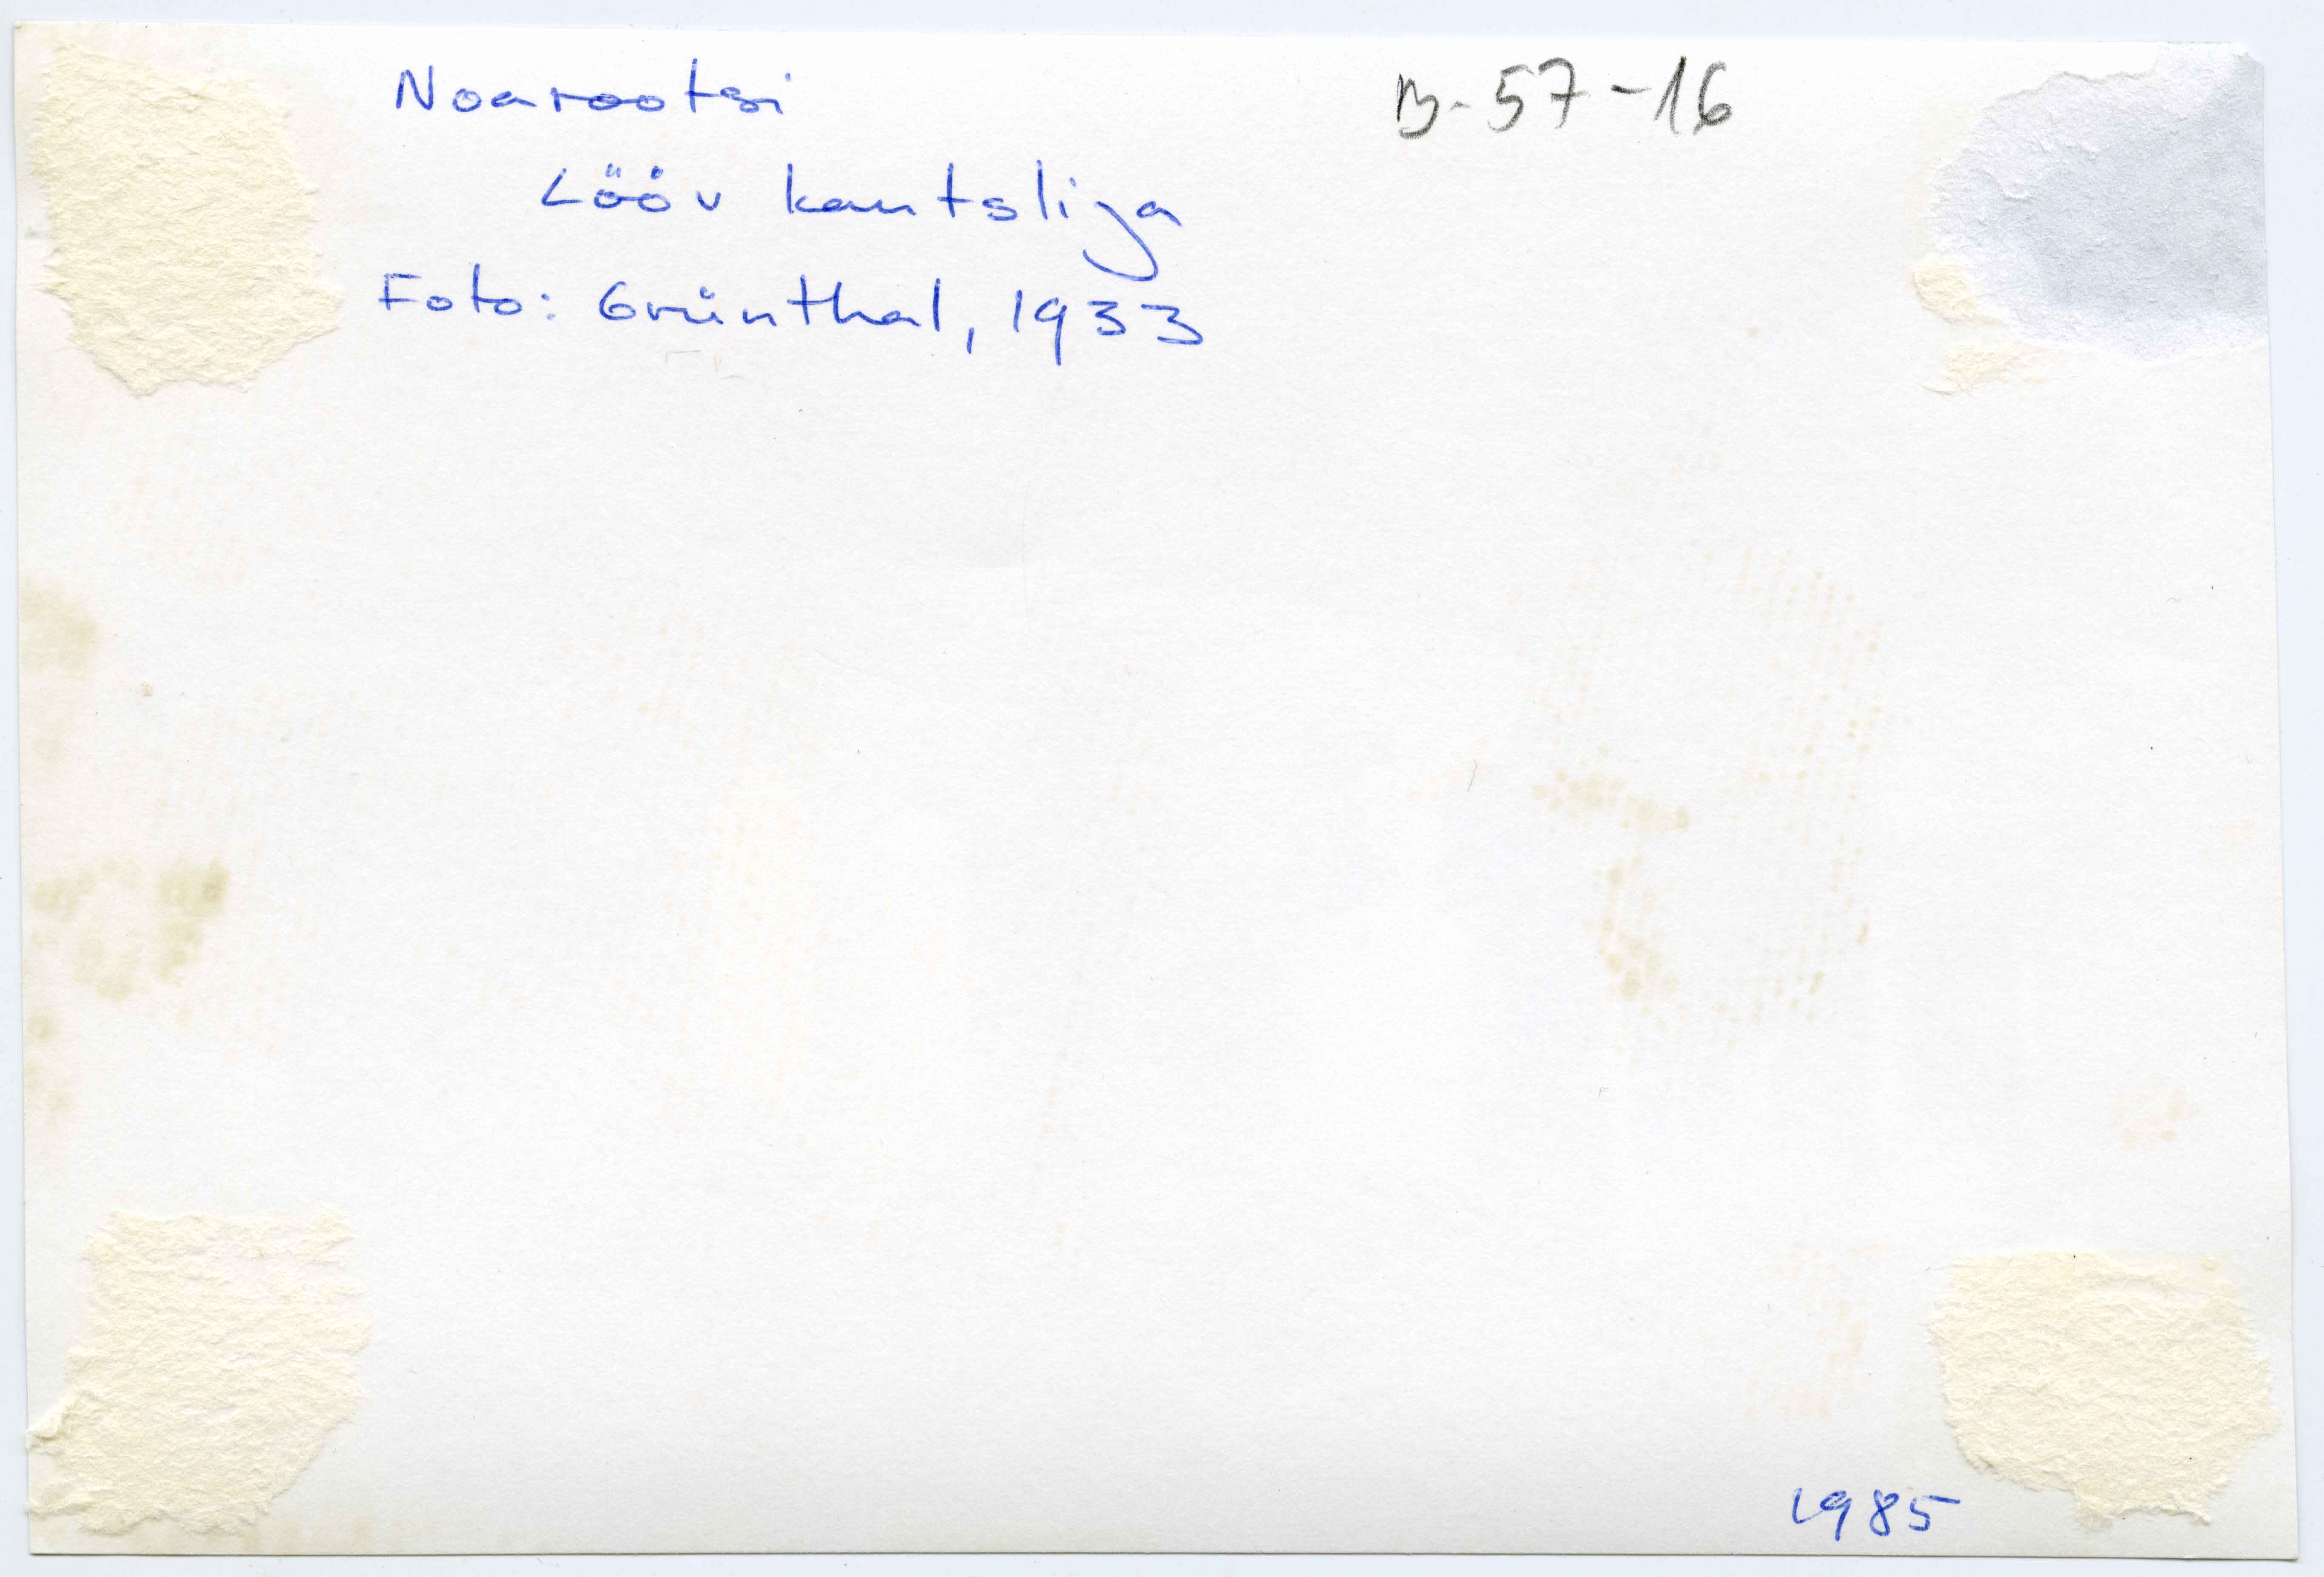 Noarootsi
B-57-16
Lööv kantsliga
Foto: Grünthal, 1933
1985